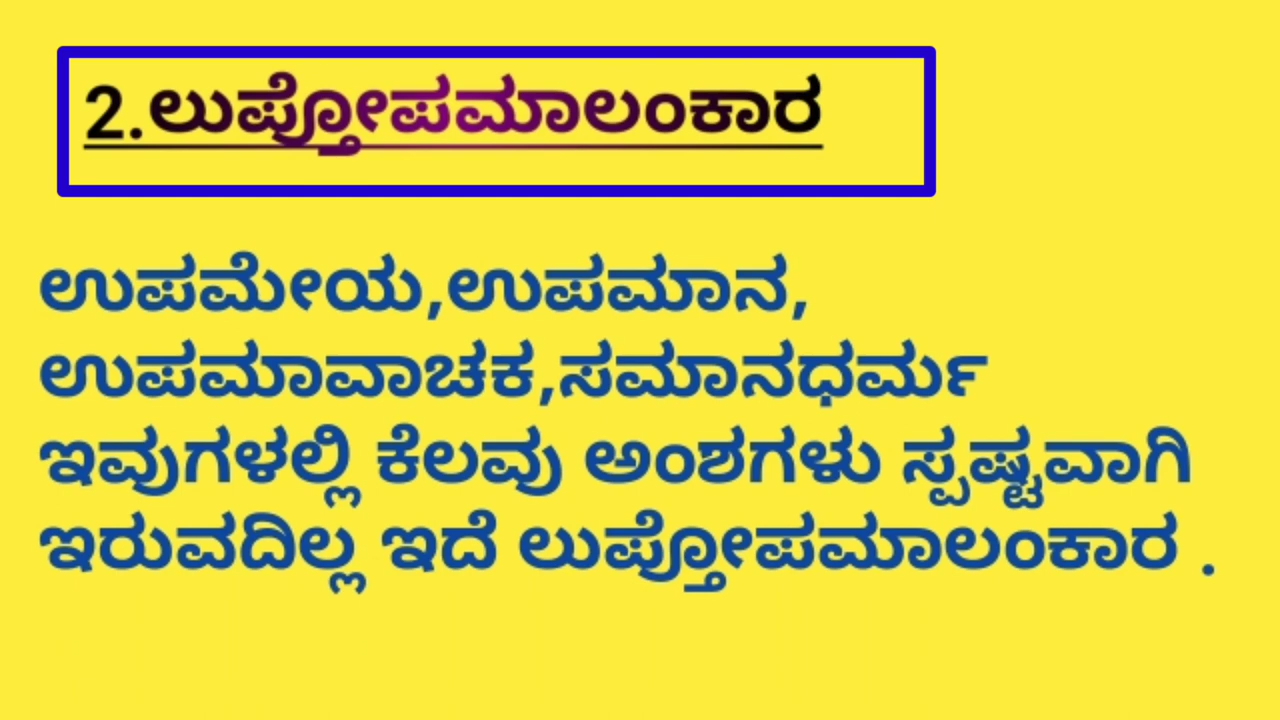 2.ಲುಪ್ತೋಪಮಾಲಂಕಾರ
ಉಪಮೇಯ,ಉಪಮಾನ,
ಉಪಮಾವಾಚಕ,ಸಮಾನಧರ್ಮ
ಇವುಗಳಲ್ಲಿ ಕೆಲವು ಅಂಶಗಳು ಸ್ಪಷ್ಟವಾಗಿ
ಇರುವದಿಲ್ಲ ಇದೆ ಲುಪ್ತೋಪಮಾಲಂಕಾರ .